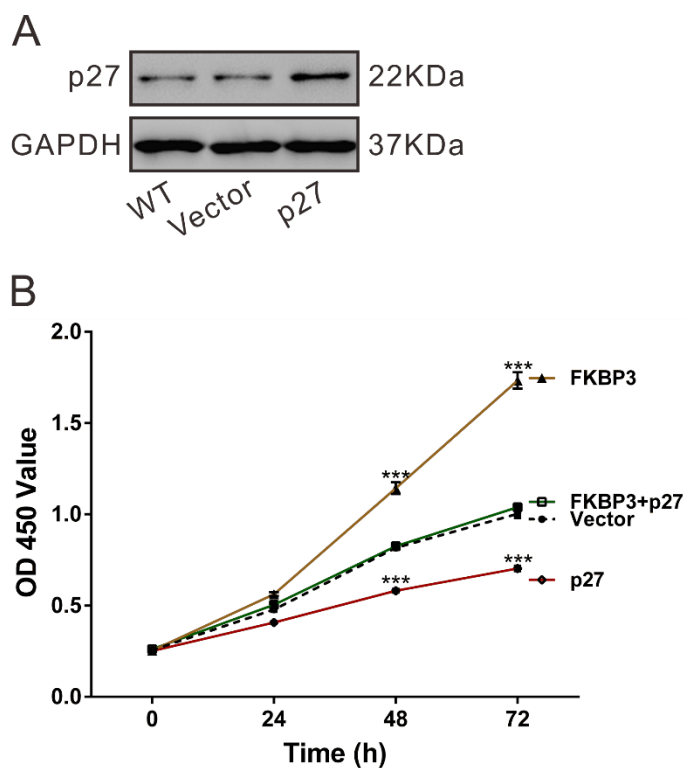 A
p27 22KDa
GAPDH 37KDa
WT Vector p27
B
2.0
*** FKBP3
1.5
***
OD 450 Value
1.0
FKBP3+p27
Vector
***
*** p27
0.5
0.0
0 24 48 72
Time (h)